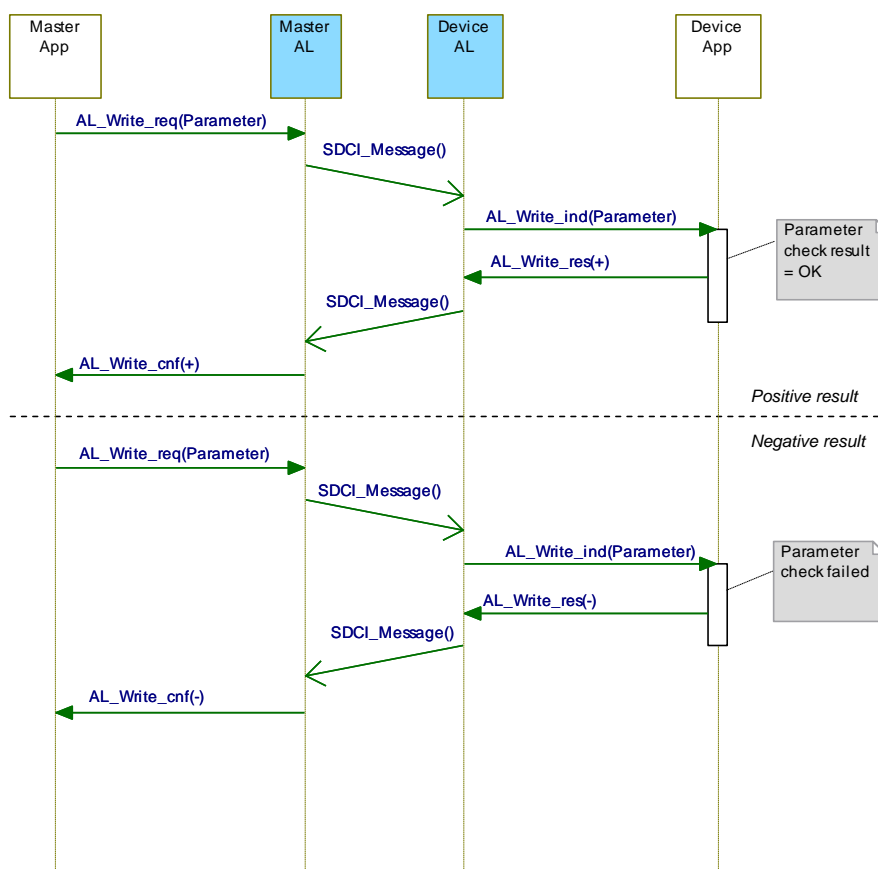 Master
App
Master
AL
Device
AL
Device
App
AL_Write_req(Parameter)
SDCI_Message()
AL_Write_ind(Parameter)
Parameter
check result
= OK
AL_Write_res(+)
SDCI_Message()
AL_Write_cnf(+)
Positive result
Negative result
AL_Write_req(Parameter)
SDCI_Message()
AL_Write_ind(Parameter)
Parameter
check failed
AL_Write_res(-)
SDCI_Message()
AL_Write_cnf(-)